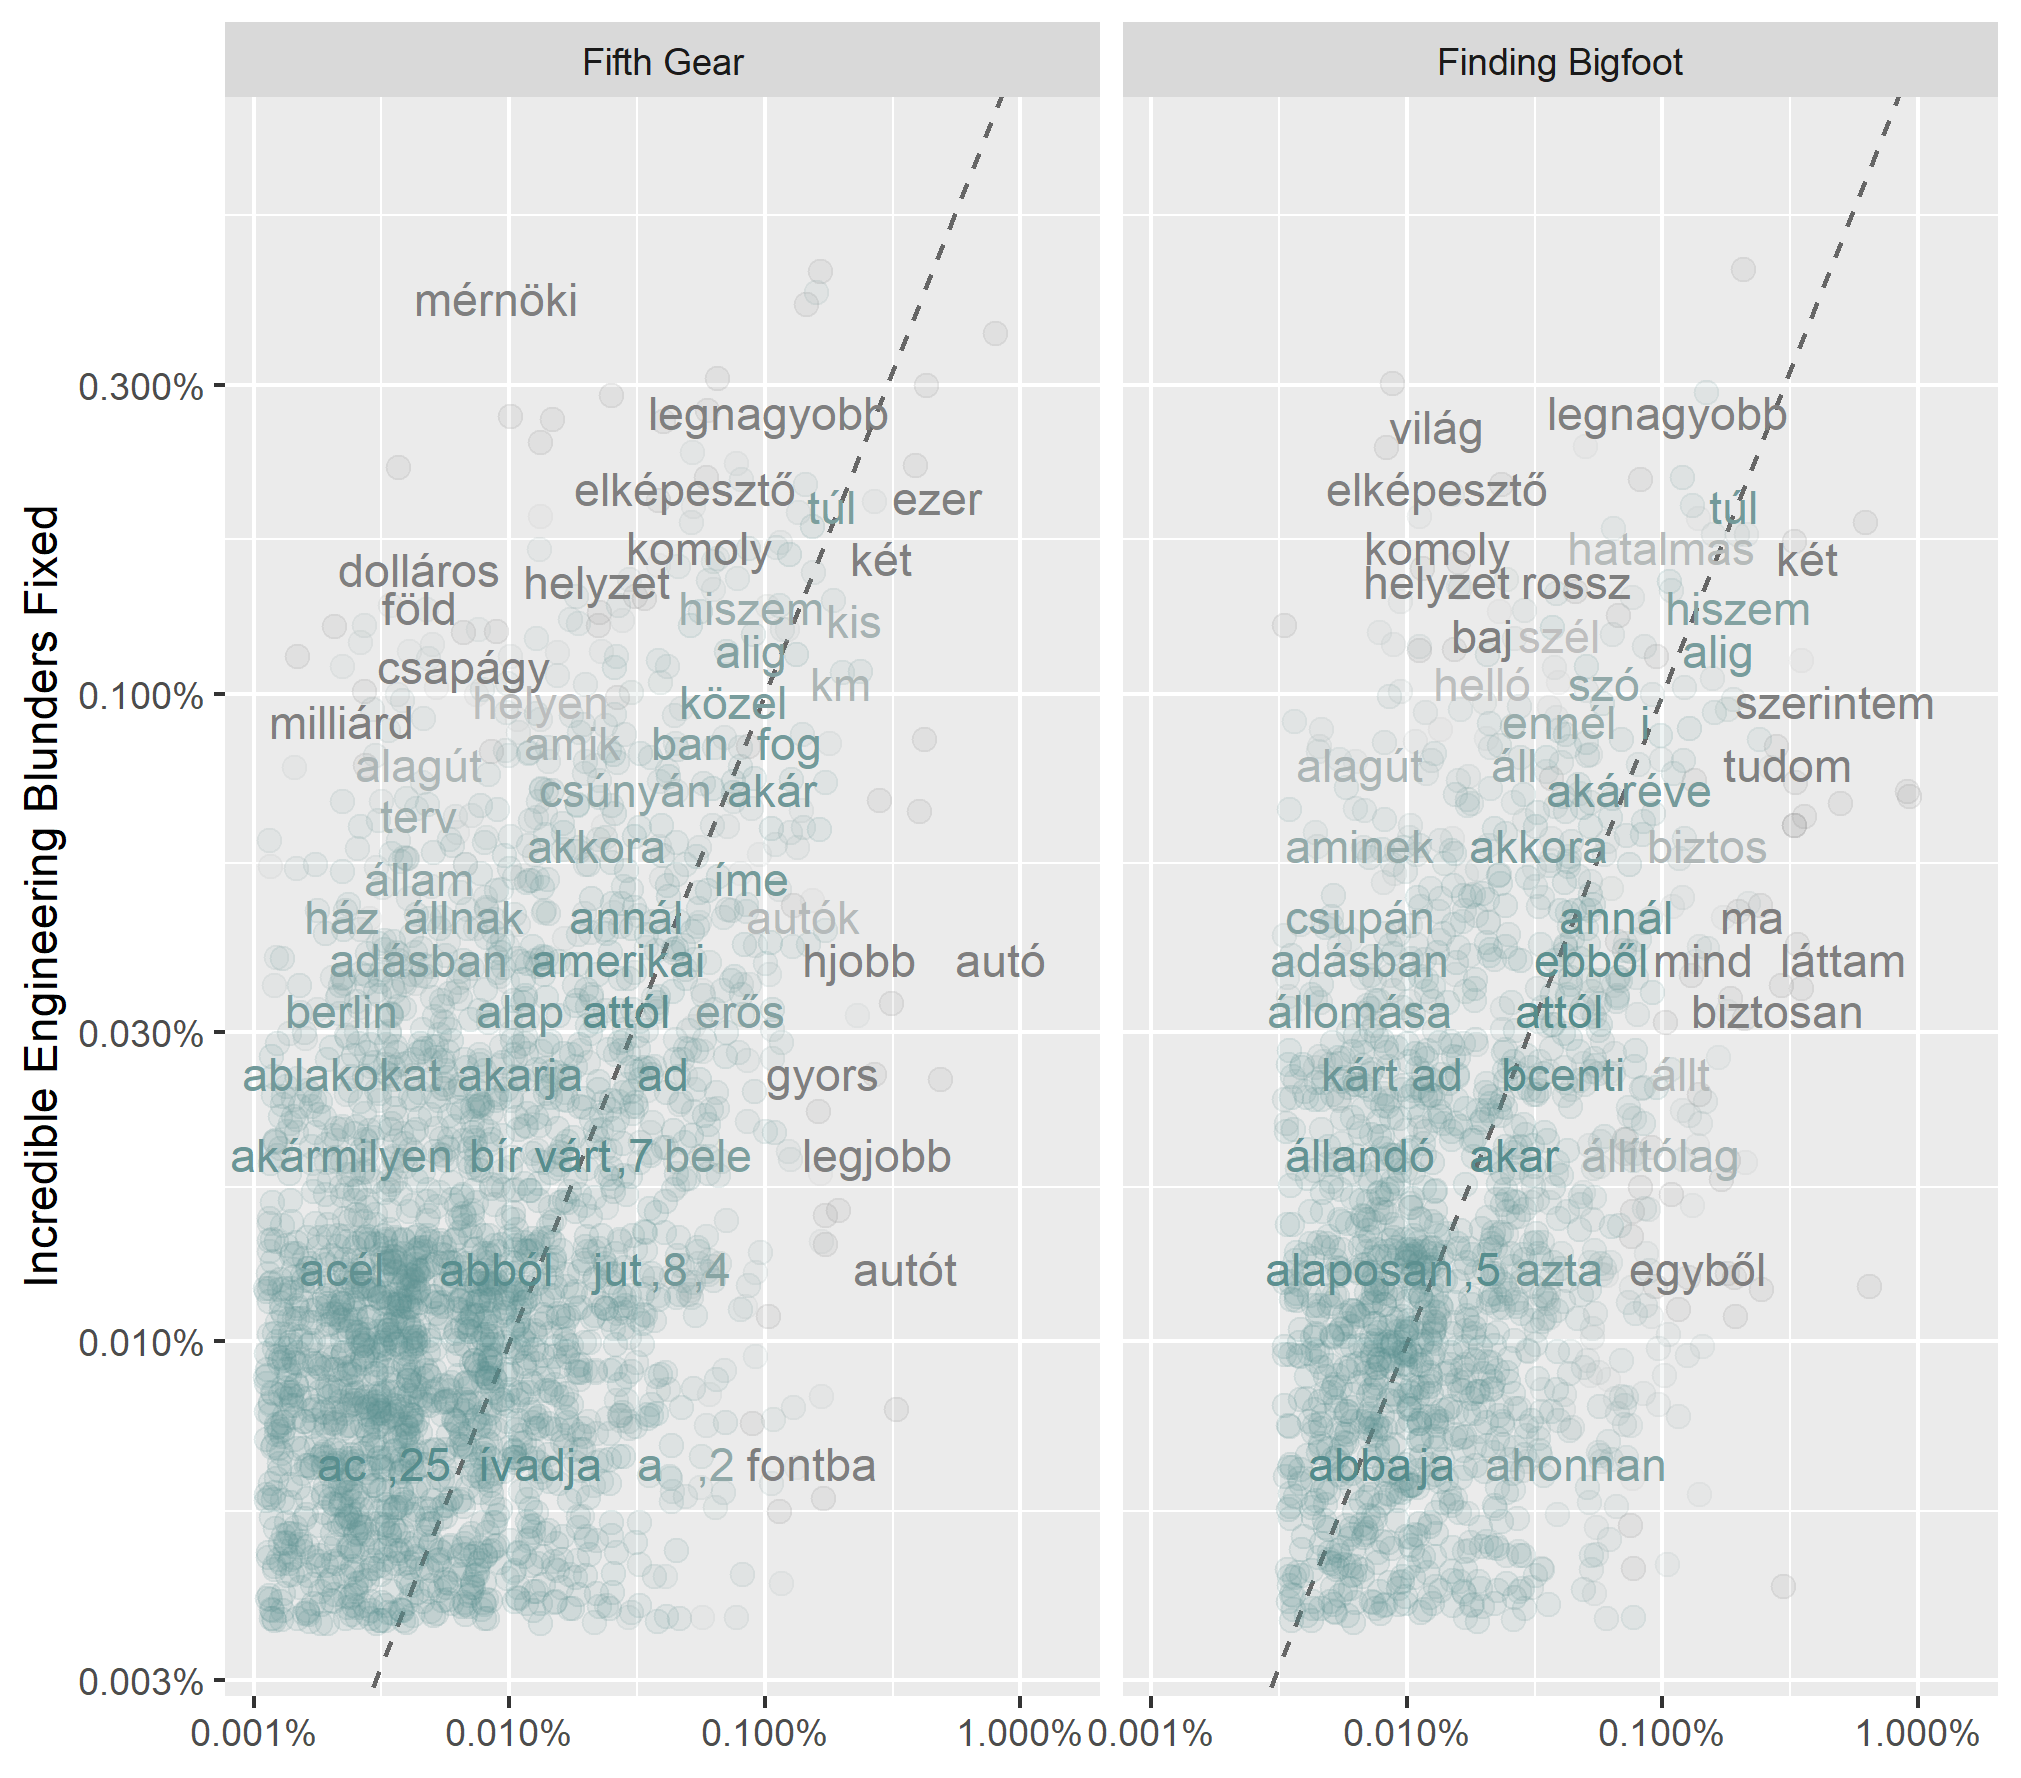 Fifth Gear
Finding Bigfoot
Incredible Engineering Blunders Fixed
0.300%
0.100%
0.030%
0.010%
0.003%
mérnöki
legnagyobb
elképesztő
túl
ezer
komoly
két
dolláros
helyzet
föld
hiszem
kis
alig
csapágy
km
helyen
közel
milliárd
amik
ban
fog
alagút
csúnyán
akár
terv
akkora
állam
íme
ház
állnak
annál
autók
adásban
amerikai
hjobb
autó
berlin
alap
attól
erős
ablakokat
akarja
ad
gyors
akármilyen
bír
várt
,7
bele
legjobb
acél
abból
jut
,8
,4
autót
ac
,25
ívadja
a
,2
fontba
0.001%
0.010%
0.100%
1.000%
legnagyobb
világ
elképesztő
túl
komoly
hatalmas
két
helyzet
rossz
hiszem
baj
szél
alig
helló
szó
szerintem
ennél
i
alagút
áll
tudom
akáréve
aminek
akkora
biztos
csupán
annál
ma
adásban
ebből
mind
láttam
állomása
attól
biztosan
kárt
ad
bcenti
állt
állandó
akar
állítólag
alaposan
,5
azta
egyből
abbaja
ahonnan
0.001%
0.010%
0.100%
1.000%